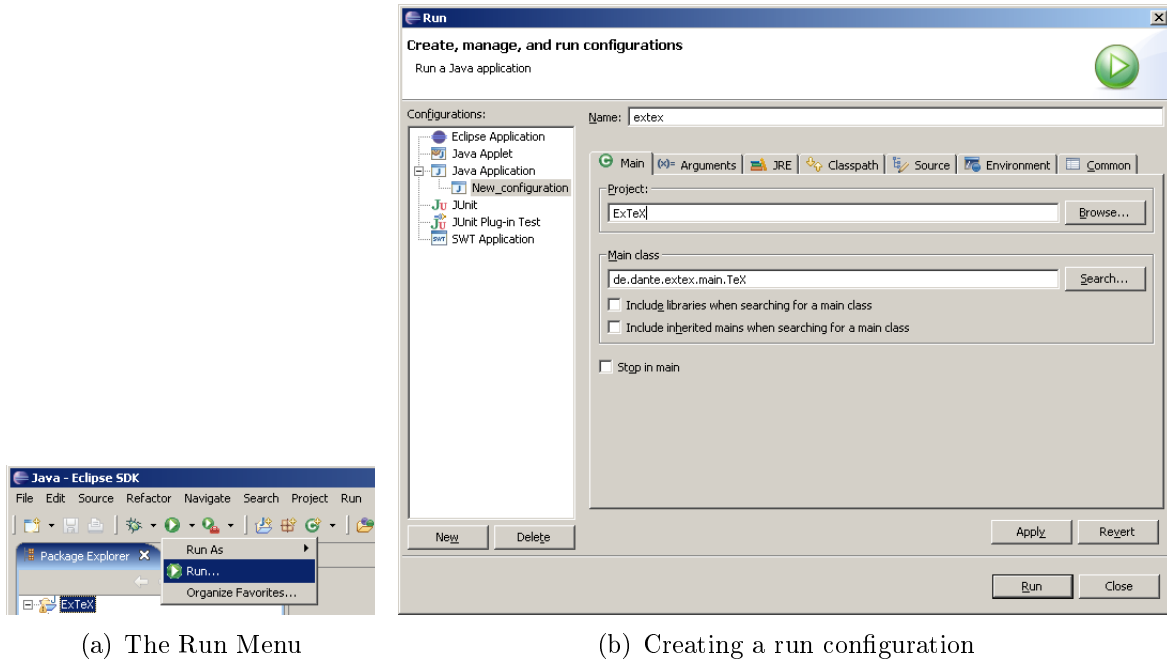 Run
Create, manage, and run configurations
Run a Java application
Configurations:
Eclipse Application
Java Applet
Java Application
New_configuration
JUnit
JUnit Plug-in Test
SWT Application
New Delete
Name: extex
Main (x)= Arguments JRE Classpath Source Environment Common
Project:
ExTeX Browse...
Main class
de.dante.extex.main.TeX Search...
Include libraries when searching for a main class
Include inherited mains when searching for a main class
Stop in main
Apply Revert
Run Close
Java - Eclipse SDK
File Edit Source Refactor Navigate Search Project Run
Package Explorer
Run As
Run...
Organize Favorites...
ExTeX
(a) The Run Menu
(b) Creating a run configuration